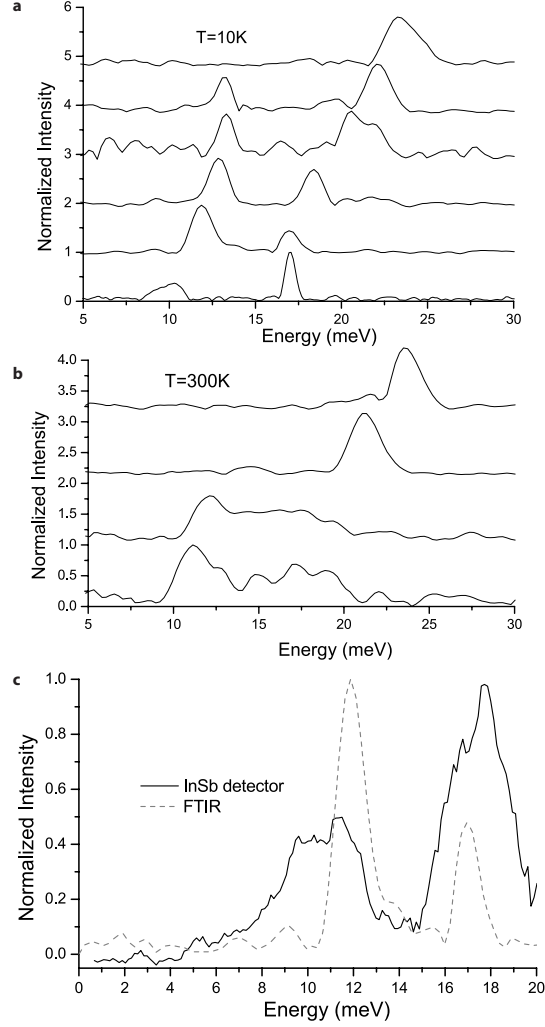 a
T=10K
Normalized Intensity
6
5
4
3
2
1
0
5 10 15 20 25 30
Energy (meV)
b
T=300K
Normalized Intensity
4.0
3.5
3.0
2.5
2.0
1.5
1.0
0.5
0.0
5 10 15 20 25 30
Energy (meV)
c
Normalized Intensity
1.0
0.8
0.6
0.4
0.2
0.0
InSb detector
FTIR
0 2 4 6 8 10 12 14 16 18 20
Energy (meV)